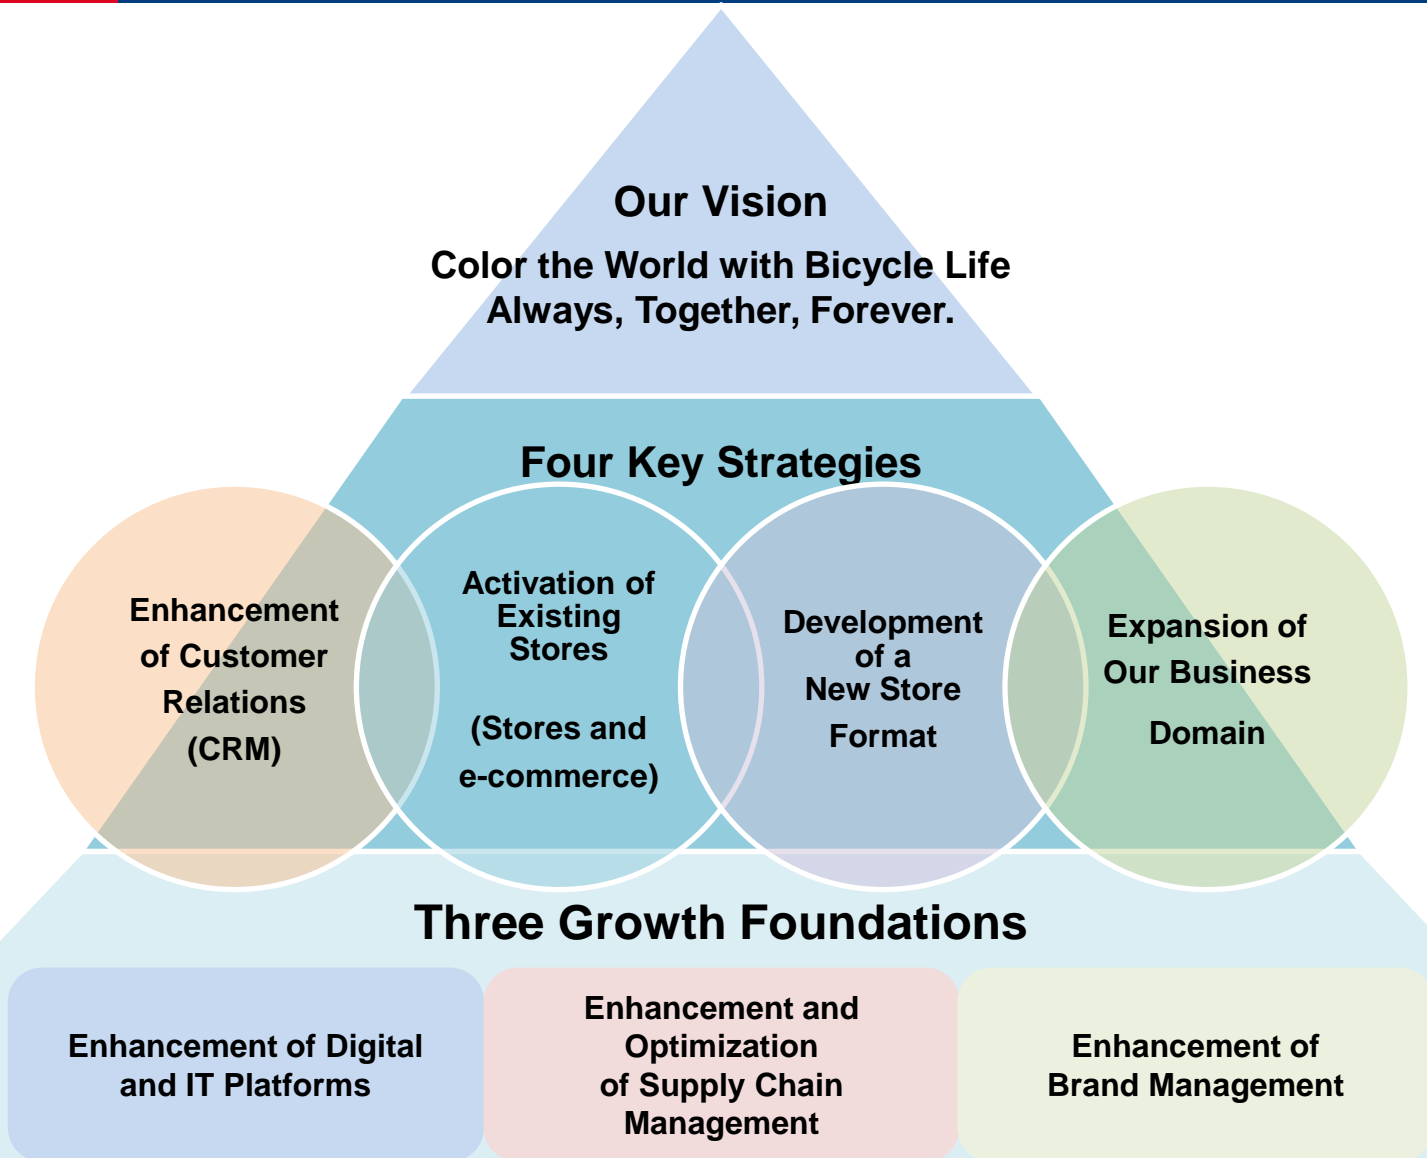 Our Vision
Color the World with Bicycle Life
Always, Together, Forever.
Four Key Strategies
Enhancement
of Customer
Relations
(CRM)
Activation of
Existing
Stores
(Stores and
e-commerce)
Development
of a
New Store
Format
Expansion of
Our Business
Domain
Three Growth Foundations
Enhancement of Digital
and IT Platforms
Enhancement and
Optimization
of Supply Chain
Management
Enhancement of
Brand Management